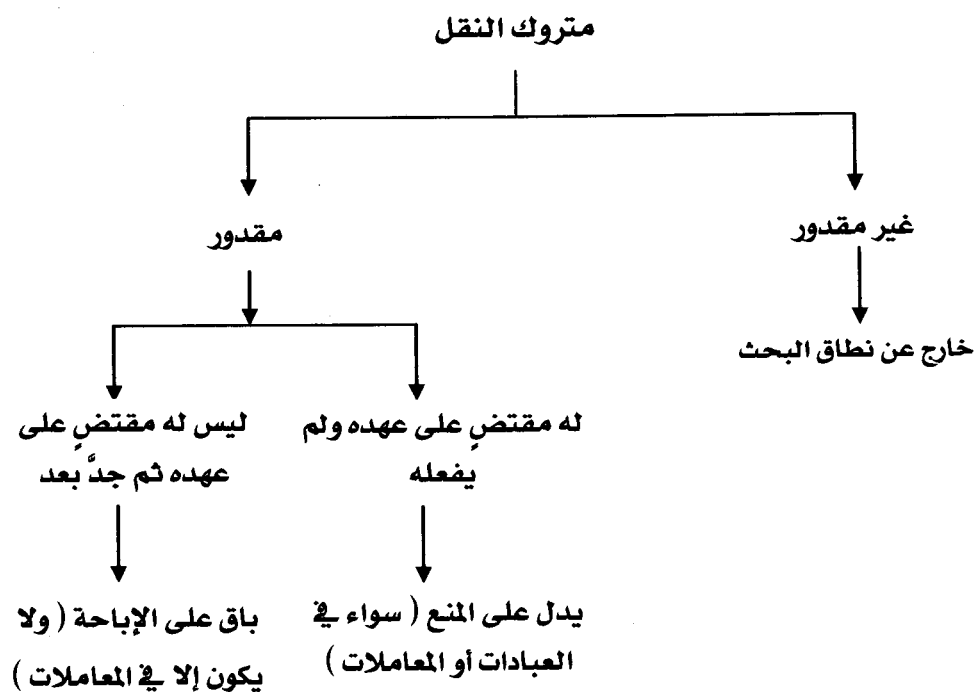 متروك النقل
غير مقدور
مقدور
خارج عن نطاق البحث
له مقتضٍ على عهده ولم
يفعله
ليس له مقتضٍ على
عهده ثم جدَّ بعد
يدل على المنع ( سواء في
العبادات أو المعاملات )
باق على الإباحة ( ولا
يكون إلا في المعاملات )